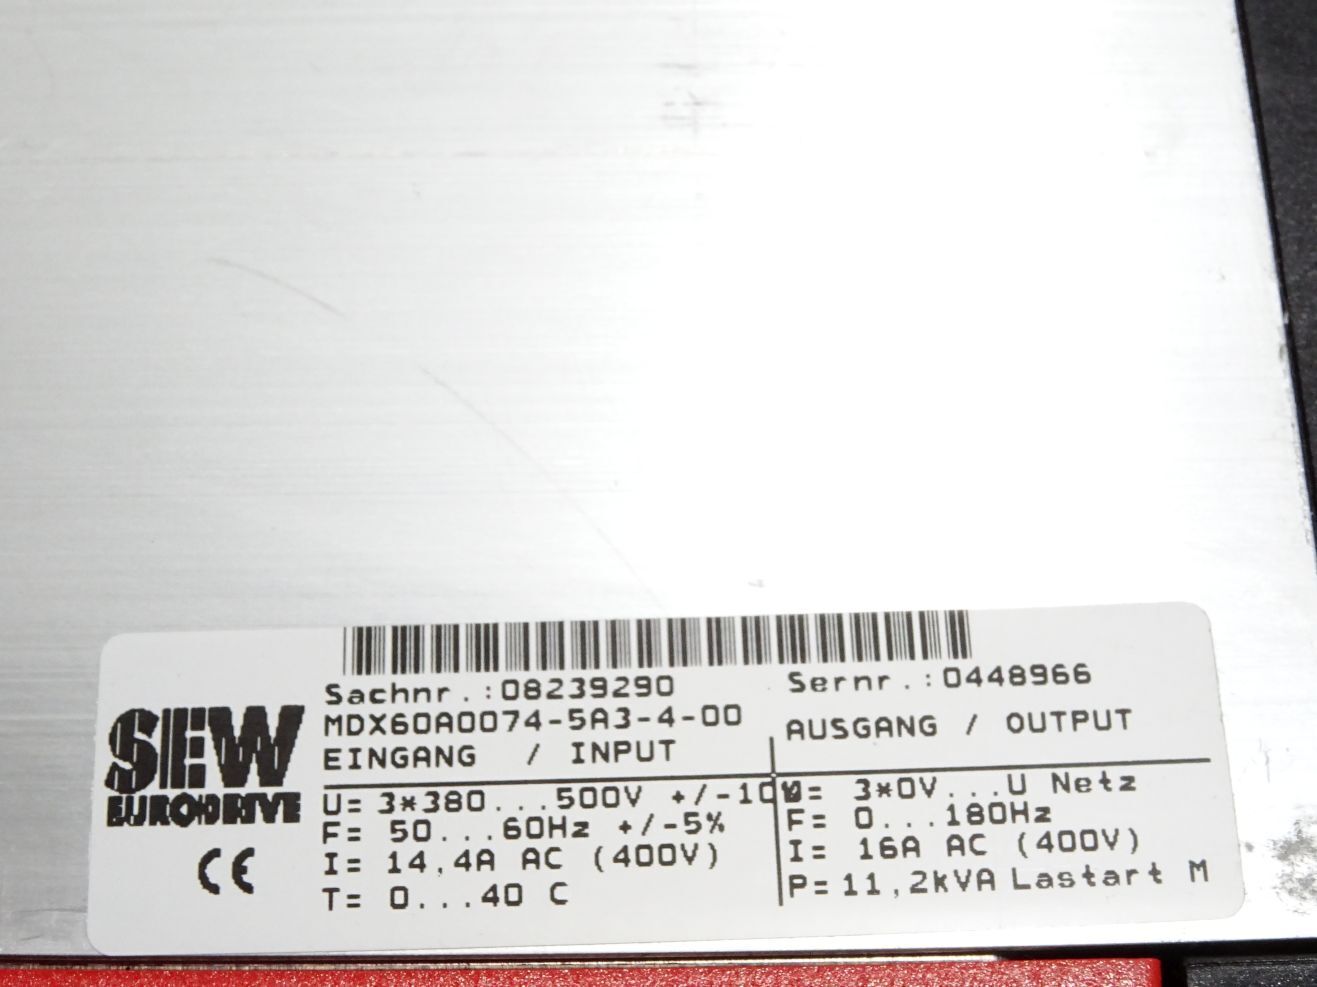 Sachnr.:08239290
Sernr.:0448966
MDX60A0074-5A3-4-00
EINGANG / INPUT
AUSGANG / OUTPUT
SEW
EURODRIVE
CE
U= 3*380...500V +/-10
F= 50...60Hz +/-5%
I= 14,4A AC (400V)
T= 0...40 C
U= 3*0V...U Netz
F= 0...180Hz
I= 16A AC (400V)
P=11,2kVA Lastart M